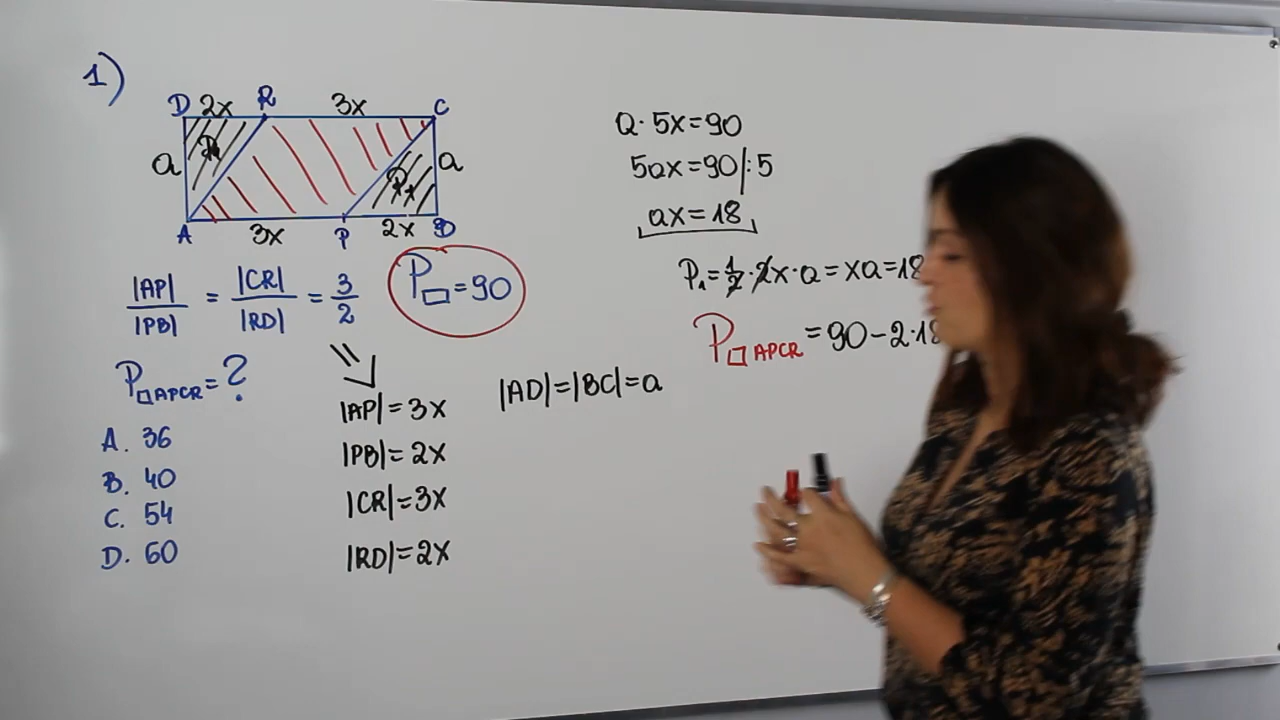 1)
D 2x R 3x C
a P₁ P₁ a
A 3x P 2x B
|AP|/|PB| = |CR|/|RD| = 3/2
P□ = 90
P□APCR = ?
A. 36
B. 40
C. 54
D. 60
|AP| = 3x
|PB| = 2x
|CR| = 3x
|RD| = 2x
|AD| = |BC| = a
a · 5x = 90
5ax = 90 |: 5
ax = 18
P₁ = 1/2 · 2x · a = xa = 18
P□APCR = 90 - 2 · 18